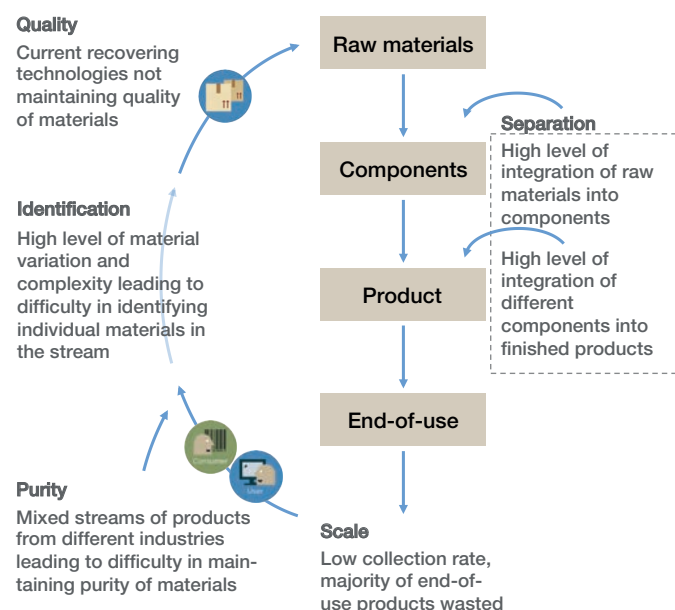 Quality
Current recovering
technologies not
maintaining quality
of materials
Raw materials
Separation
High level of
integration of raw
materials into
components
Components
Identification
High level of material
variation and
complexity leading to
difficulty in identifying
individual materials in
the stream
High level of
integration of
different
components into
finished products
Product
End-of-use
Consumer
User
Purity
Mixed streams of products
from different industries
leading to difficulty in main-
taining purity of materials
Scale
Low collection rate,
majority of end-of-
use products wasted